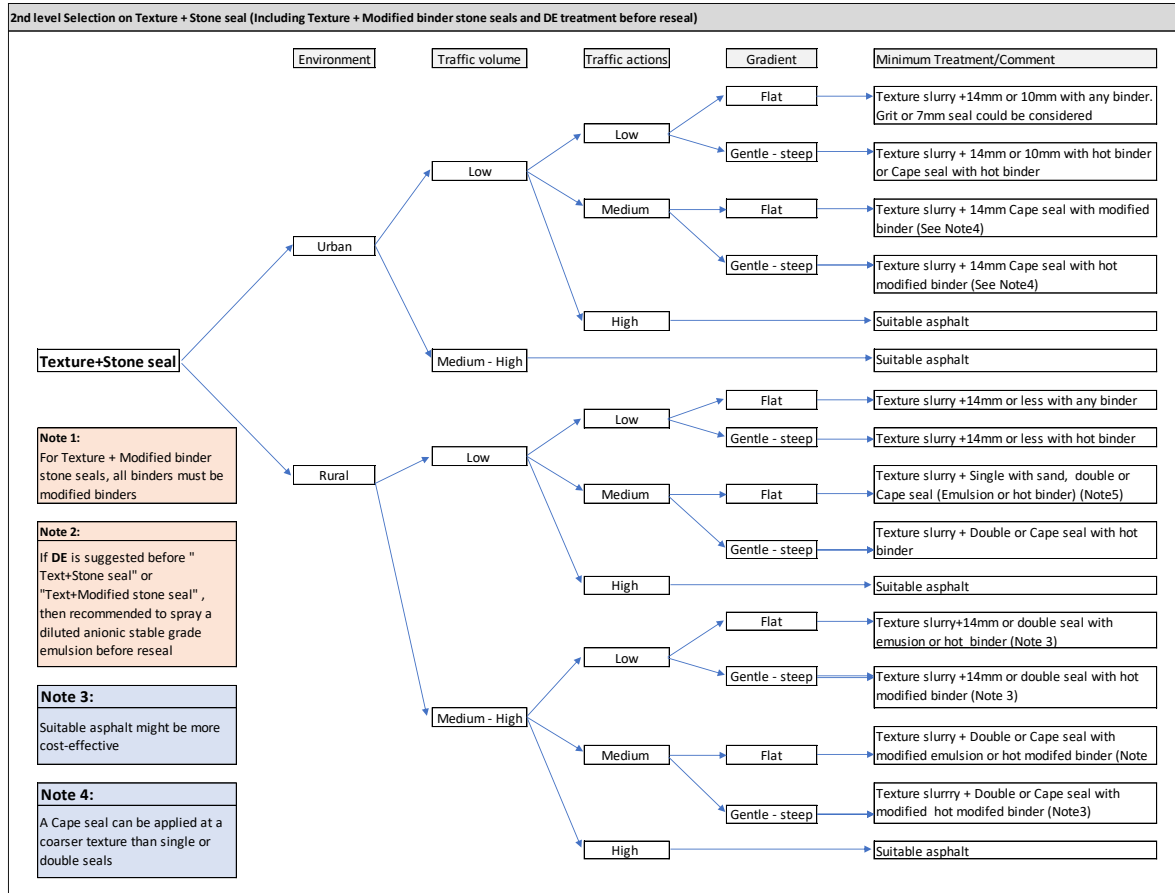 2nd level Selection on Texture + Stone seal (Including Texture + Modified binder stone seals and DE treatment before reseal)
Environment
Traffic volume
Traffic actions
Gradient
Minimum Treatment/Comment
Flat
Texture slurry +14mm or 10mm with any binder.
Grit or 7mm seal could be considered
Low
Gentle - steep
Texture slurry + 14mm or 10mm with hot binder
or Cape seal with hot binder
Low
Medium
Flat
Texture slurry + 14mm Cape seal with modified
binder (See Note4)
Urban
Gentle - steep
Texture slurry + 14mm Cape seal with hot
modified binder (See Note4)
High
Suitable asphalt
Texture+Stone seal
Medium - High
Suitable asphalt
Flat
Texture slurry +14mm or less with any binder
Low
Gentle - steep
Texture slurry +14mm or less with hot binder
Note 1:
For Texture + Modified binder
stone seals, all binders must be
modified binders
Low
Rural
Medium
Flat
Texture slurry + Single with sand, double or
Cape seal (Emulsion or hot binder) (Note5)
Gentle - steep
Texture slurry + Double or Cape seal with hot
binder
Note 2:
If DE is suggested before "
Text+Stone seal" or
"Text+Modified stone seal" ,
then recommended to spray a
diluted anionic stable grade
emulsion before reseal
High
Suitable asphalt
Flat
Texture slurry+14mm or double seal with
emusion or hot binder (Note 3)
Low
Gentle - steep
Texture slurry +14mm or double seal with hot
modified binder (Note 3)
Note 3:
Suitable asphalt might be more
cost-effective
Medium - High
Medium
Flat
Texture slurry + Double or Cape seal with
modified emulsion or hot modifed binder (Note
Gentle - steep
Texture slurrry + Double or Cape seal with
modified hot modifed binder (Note3)
Note 4:
A Cape seal can be applied at a
coarser texture than single or
double seals
High
Suitable asphalt